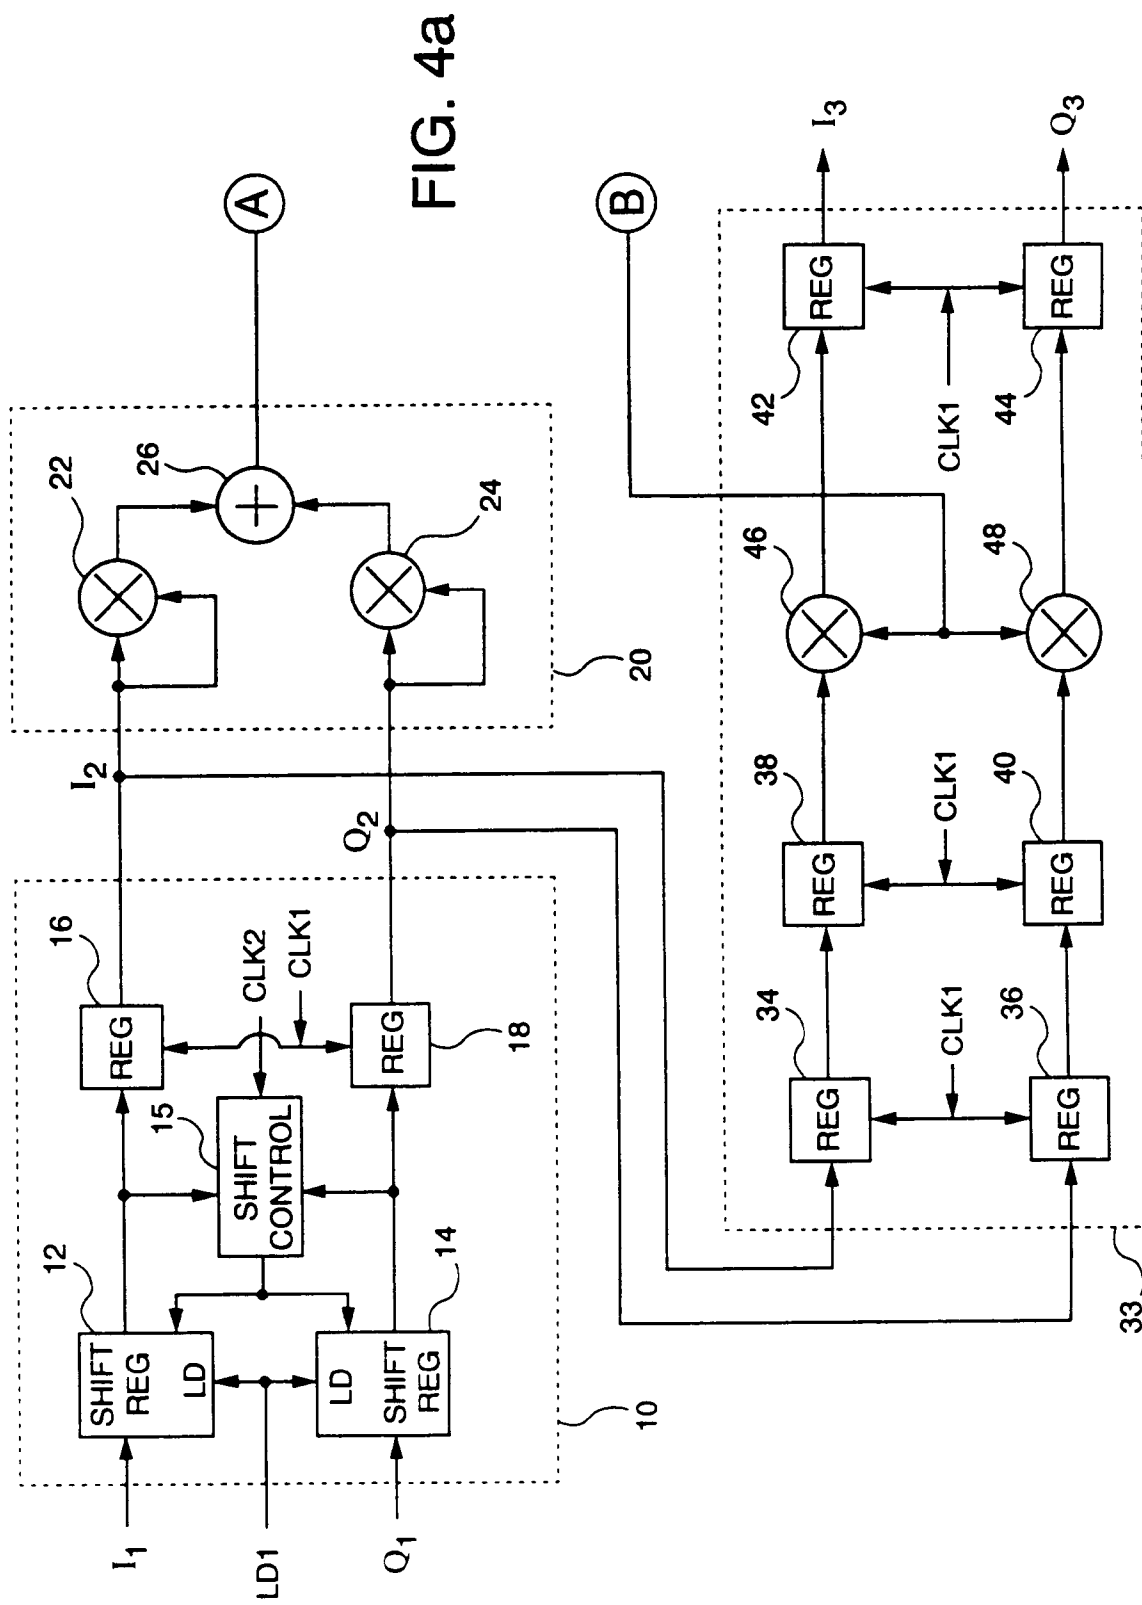 FIG. 4a
I1
LD1
Q1
SHIFT
REG
LD
12
LD
SHIFT
REG
14
SHIFT
CONTROL
15
REG
16
CLK2
CLK1
REG
18
10
I2
Q2
22
24
26
20
A
B
REG
34
CLK1
REG
36
REG
38
CLK1
REG
40
46
48
REG
42
CLK1
REG
44
I3
Q3
33